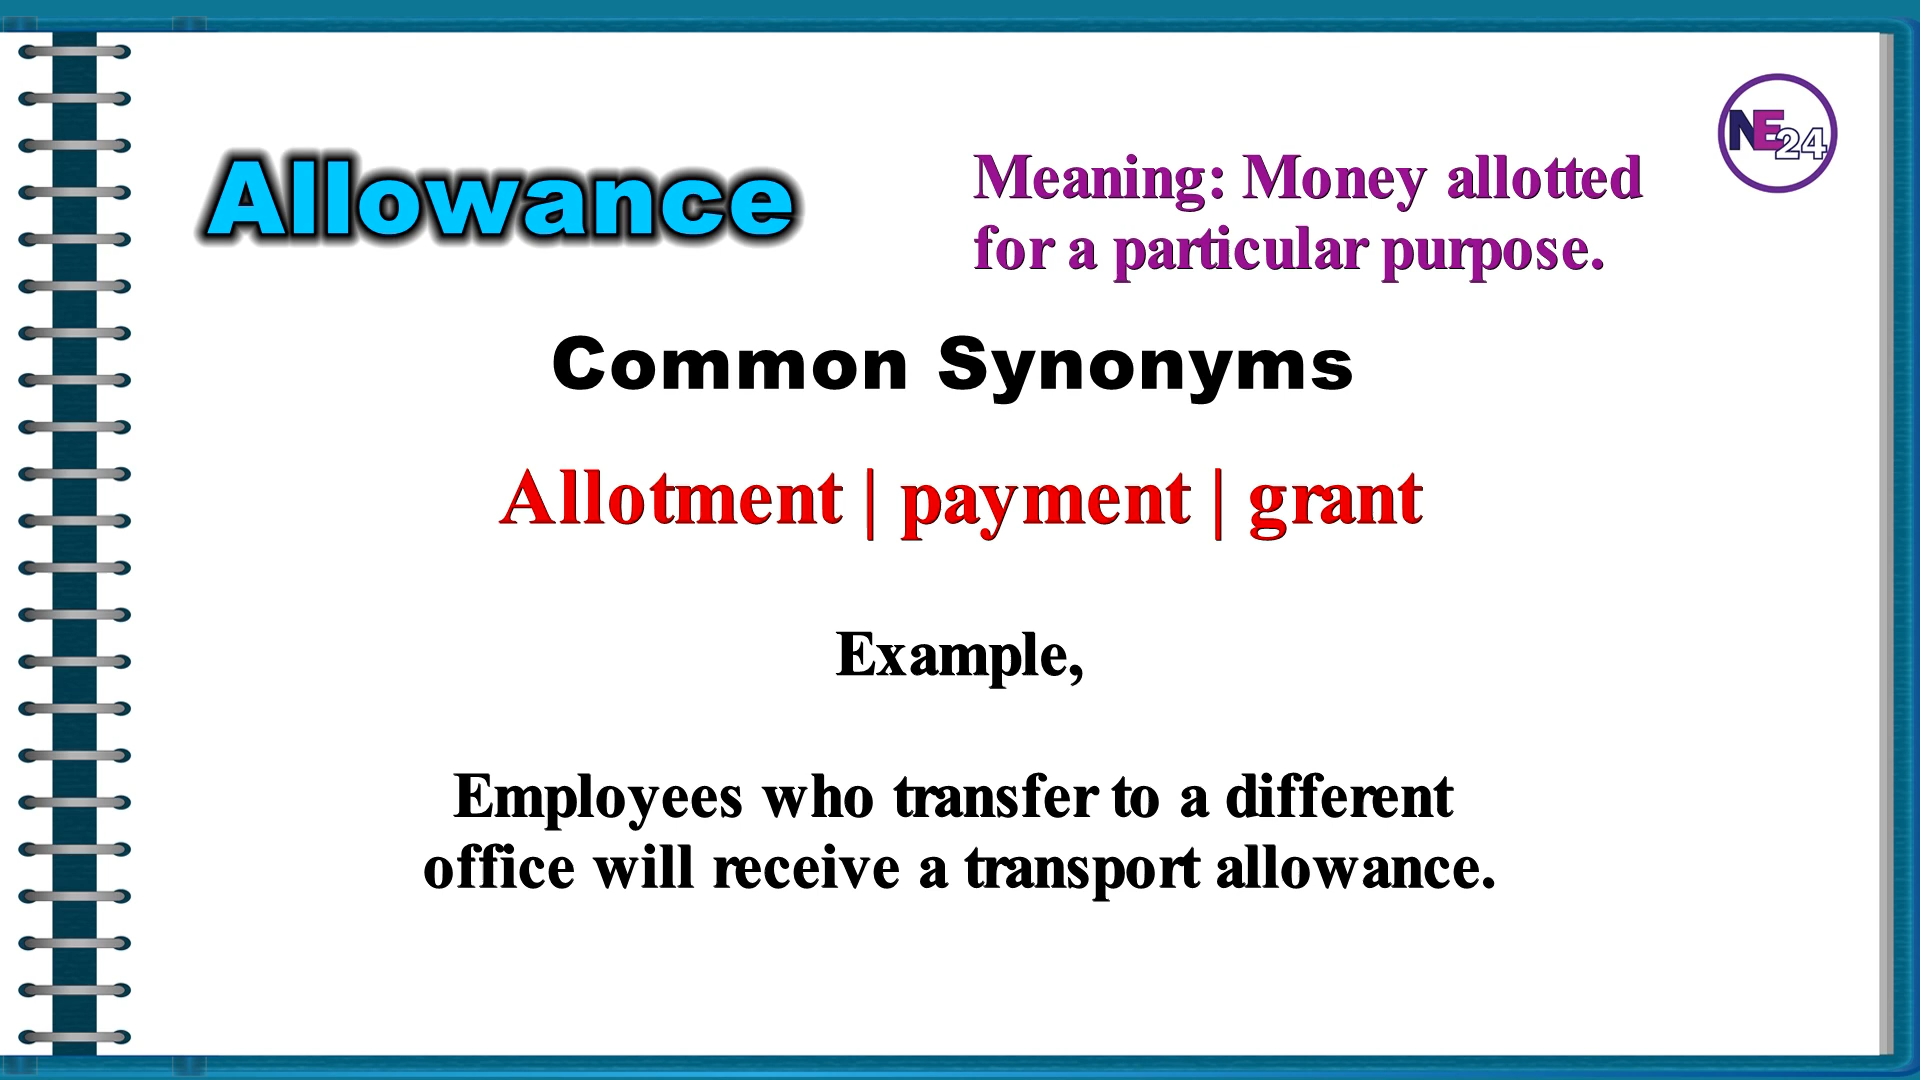 Allowance
Meaning: Money allotted
for a particular purpose.
NE24
Common Synonyms
Allotment | payment | grant
Example,
Employees who transfer to a different
office will receive a transport allowance.